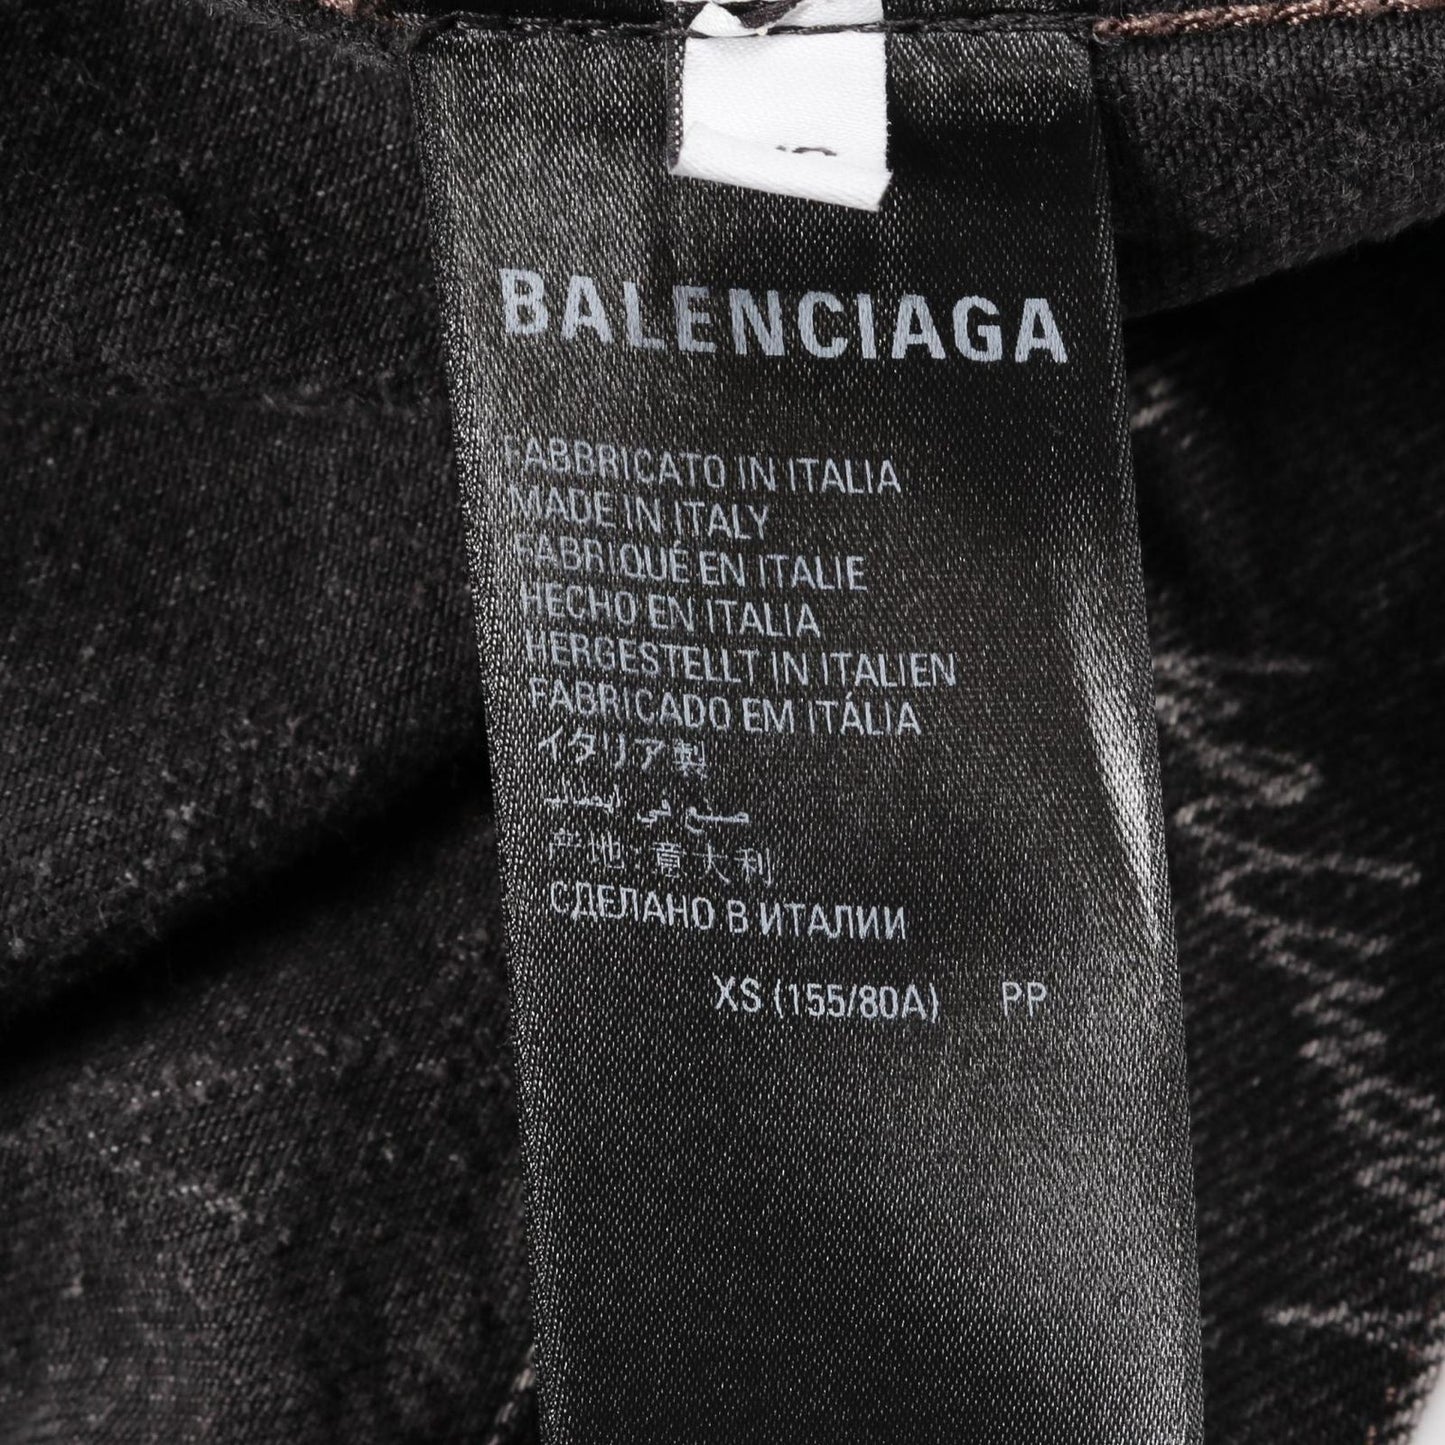 BALENCIAGA
FABBRICATO IN ITALIA
MADE IN ITALY
FABRIQUÉ EN ITALIE
HECHO EN ITALIA
HERGESTELLT IN ITALIEN
FABRICADO EM ITÁLIA
イタリア製
صنع في
产地: 意大利
СДЕЛАНО В ИТАЛИИ
XS (155/80A) PP